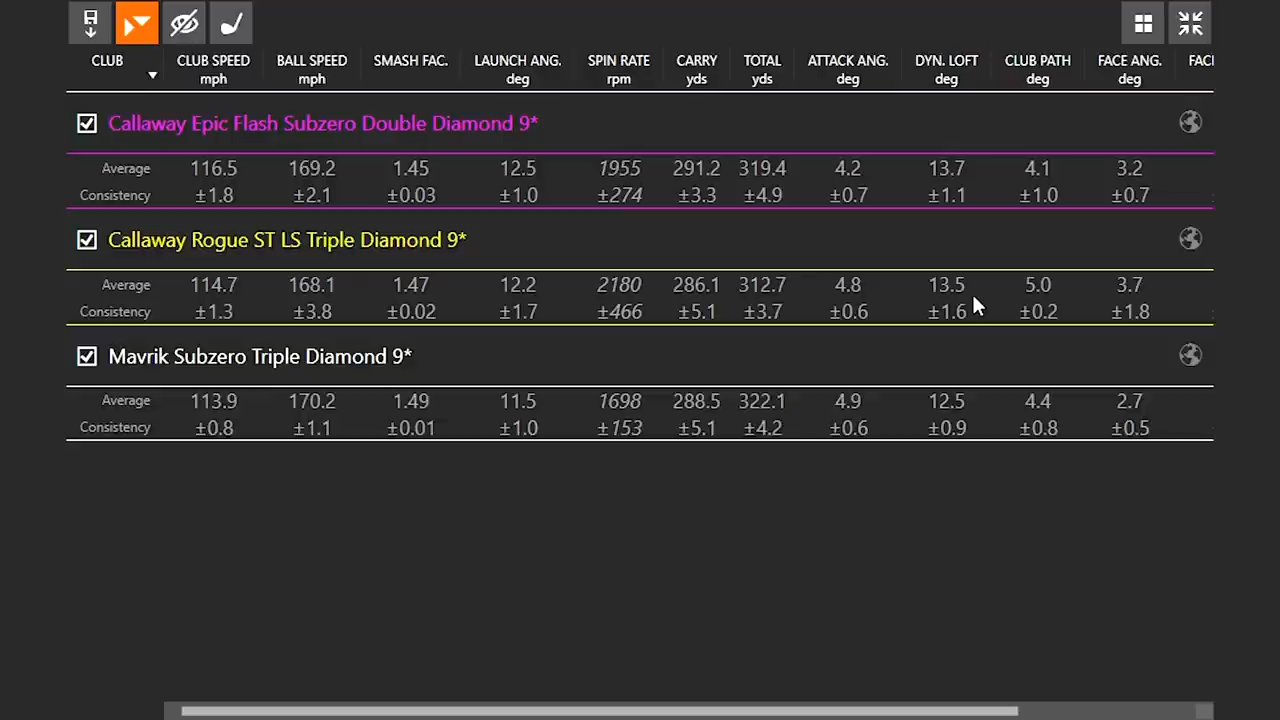 CLUB CLUB SPEED BALL SPEED SMASH FAC. LAUNCH ANG. SPIN RATE CARRY TOTAL ATTACK ANG. DYN. LOFT CLUB PATH FACE ANG. FACI
mph mph deg rpm yds yds deg deg deg deg
Callaway Epic Flash Subzero Double Diamond 9*
Average 116.5 169.2 1.45 12.5 1955 291.2 319.4 4.2 13.7 4.1 3.2
Consistency ±1.8 ±2.1 ±0.03 ±1.0 ±274 ±3.3 ±4.9 ±0.7 ±1.1 ±1.0 ±0.7
Callaway Rogue ST LS Triple Diamond 9*
Average 114.7 168.1 1.47 12.2 2180 286.1 312.7 4.8 13.5 5.0 3.7
Consistency ±1.3 ±3.8 ±0.02 ±1.7 ±466 ±5.1 ±3.7 ±0.6 ±1.6 ±0.2 ±1.8
Mavrik Subzero Triple Diamond 9*
Average 113.9 170.2 1.49 11.5 1698 288.5 322.1 4.9 12.5 4.4 2.7
Consistency ±0.8 ±1.1 ±0.01 ±1.0 ±153 ±5.1 ±4.2 ±0.6 ±0.9 ±0.8 ±0.5